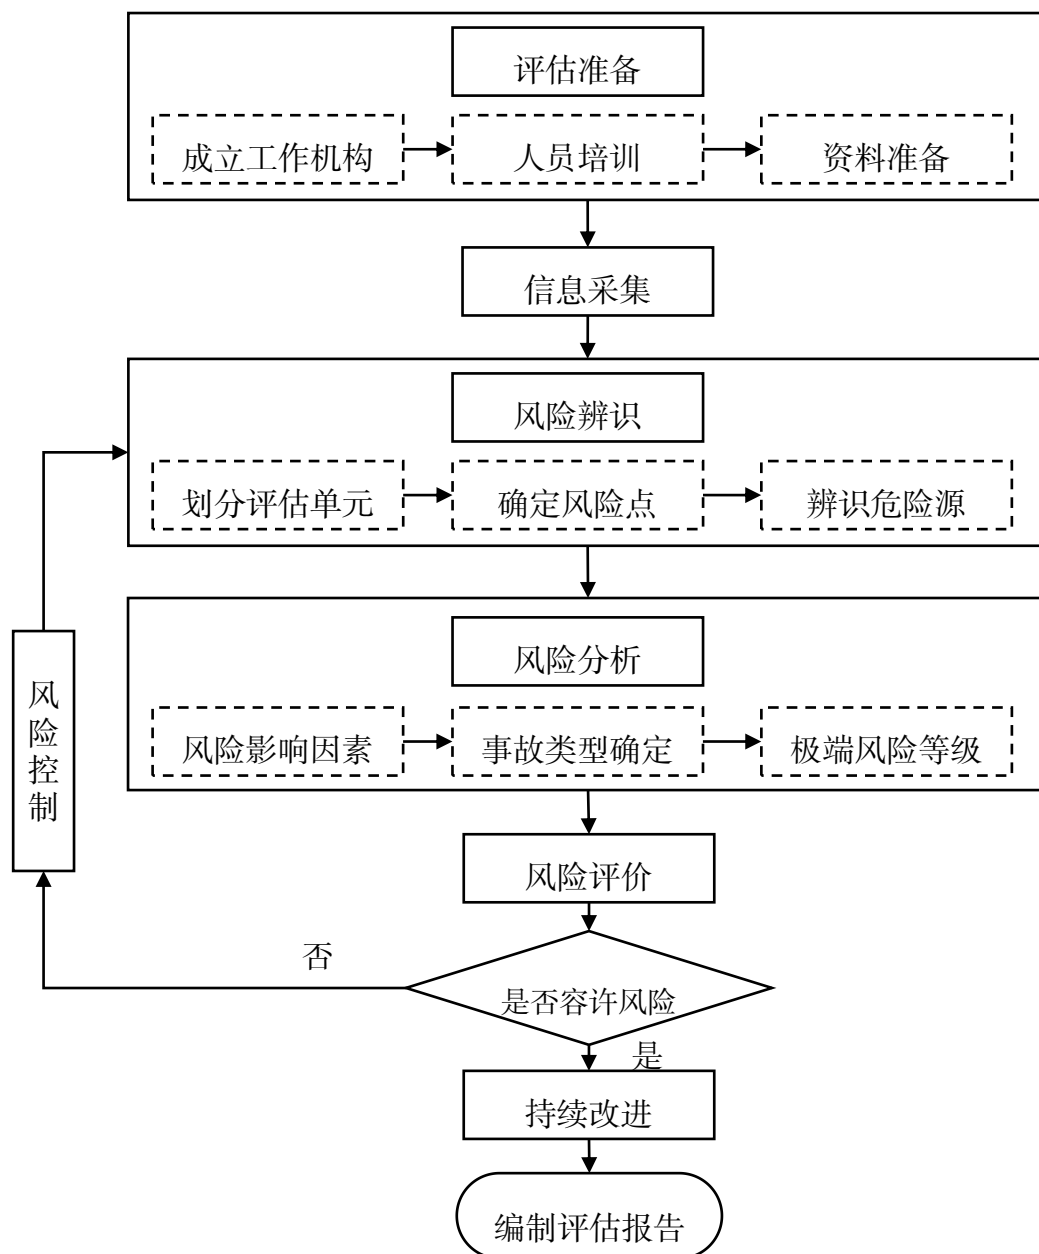 评估准备
成立工作机构
人员培训
资料准备
信息采集
风险辨识
划分评估单元
确定风险点
辨识危险源
风险分析
风险影响因素
事故类型确定
极端风险等级
风险控制
风险评价
否
是否容许风险
是
持续改进
编制评估报告